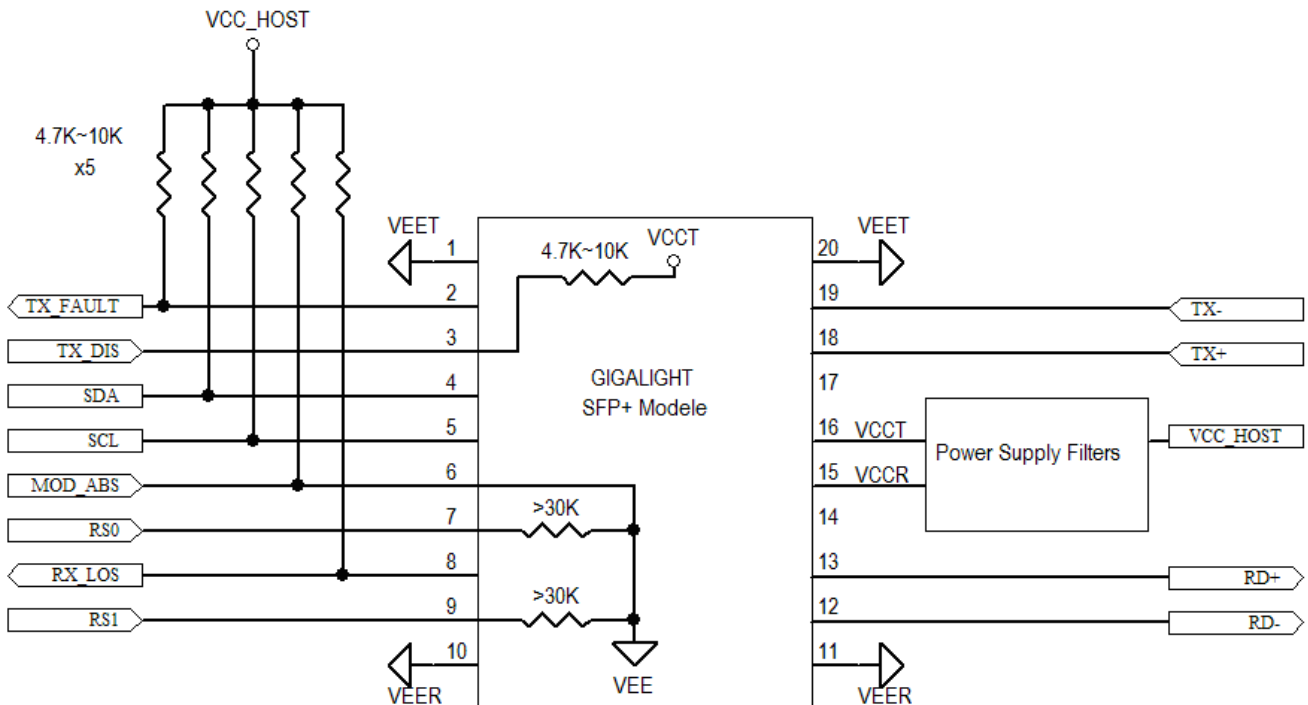 VCC_HOST
4.7K~10K
x5
VEET
1
4.7K~10K
VCCT
20
VEET
TX_FAULT
2
19
TX-
TX_DIS
3
18
TX+
SDA
4
GIGALIGHT
SFP+ Modele
17
SCL
5
16
VCCT
Power Supply Filters
VCC_HOST
MOD_ABS
6
15
VCCR
RS0
7
>30K
14
RX_LOS
8
13
RD+
RS1
9
>30K
12
RD-
10
VEER
VEE
11
VEER